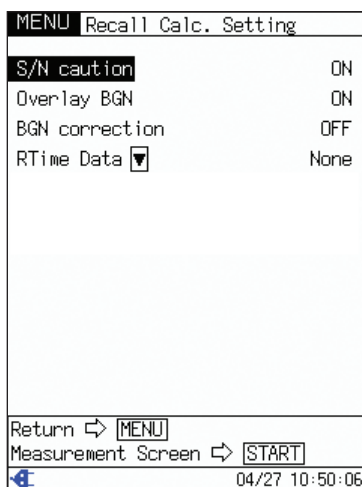 MENU Recall Calc. Setting
S/N caution ON
Overlay BGN ON
BGN correction OFF
RTime Data ▼ None
Return ⇨ MENU
Measurement Screen ⇨ START
04/27 10:50:06